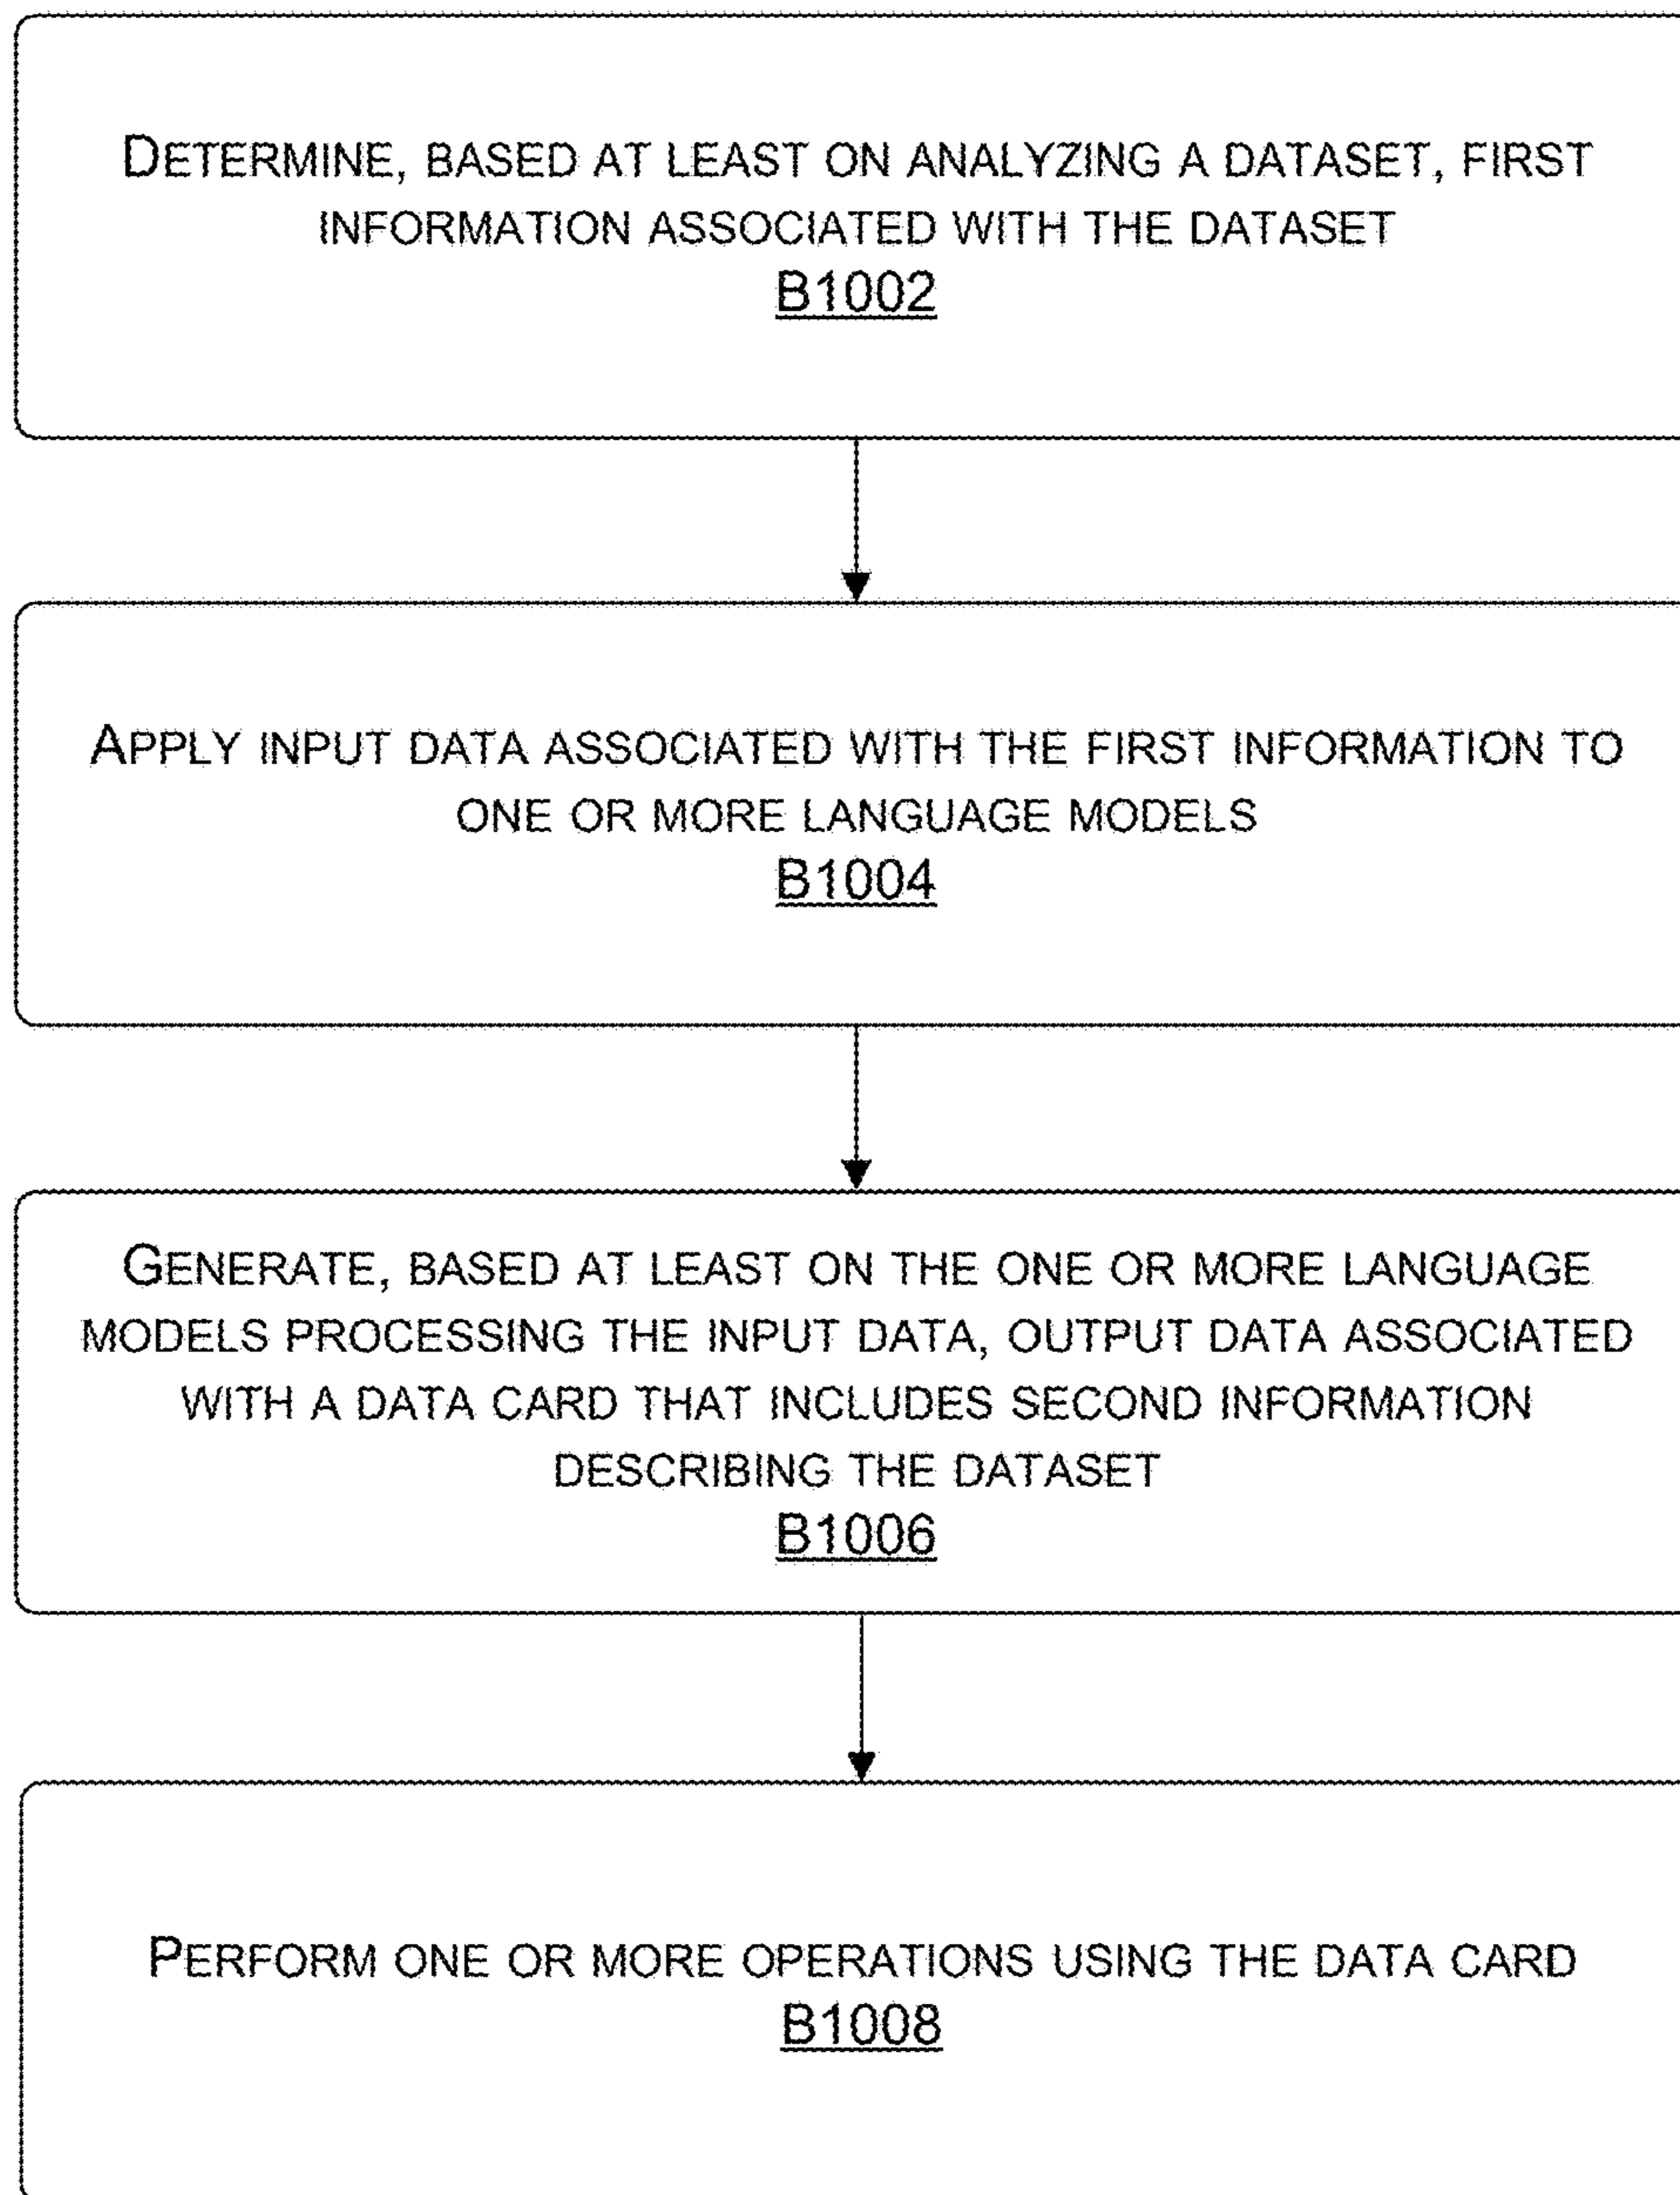 DETERMINE, BASED AT LEAST ON ANALYZING A DATASET, FIRST
INFORMATION ASSOCIATED WITH THE DATASET
B1002
APPLY INPUT DATA ASSOCIATED WITH THE FIRST INFORMATION TO
ONE OR MORE LANGUAGE MODELS
B1004
GENERATE, BASED AT LEAST ON THE ONE OR MORE LANGUAGE
MODELS PROCESSING THE INPUT DATA, OUTPUT DATA ASSOCIATED
WITH A DATA CARD THAT INCLUDES SECOND INFORMATION
DESCRIBING THE DATASET
B1006
PERFORM ONE OR MORE OPERATIONS USING THE DATA CARD
B1008